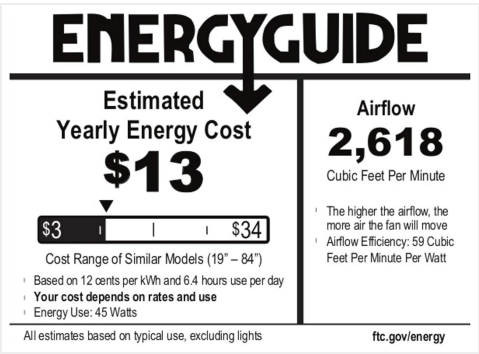 ENERGYGUIDE
Estimated
Yearly Energy Cost
$13
$3
$34
Cost Range of Similar Models (19” – 84”)
Based on 12 cents per kWh and 6.4 hours use per day
Your cost depends on rates and use
Energy Use: 45 Watts
Airflow
2,618
Cubic Feet Per Minute
The higher the airflow, the
more air the fan will move
Airflow Efficiency: 59 Cubic
Feet Per Minute Per Watt
All estimates based on typical use, excluding lights
ftc.gov/energy